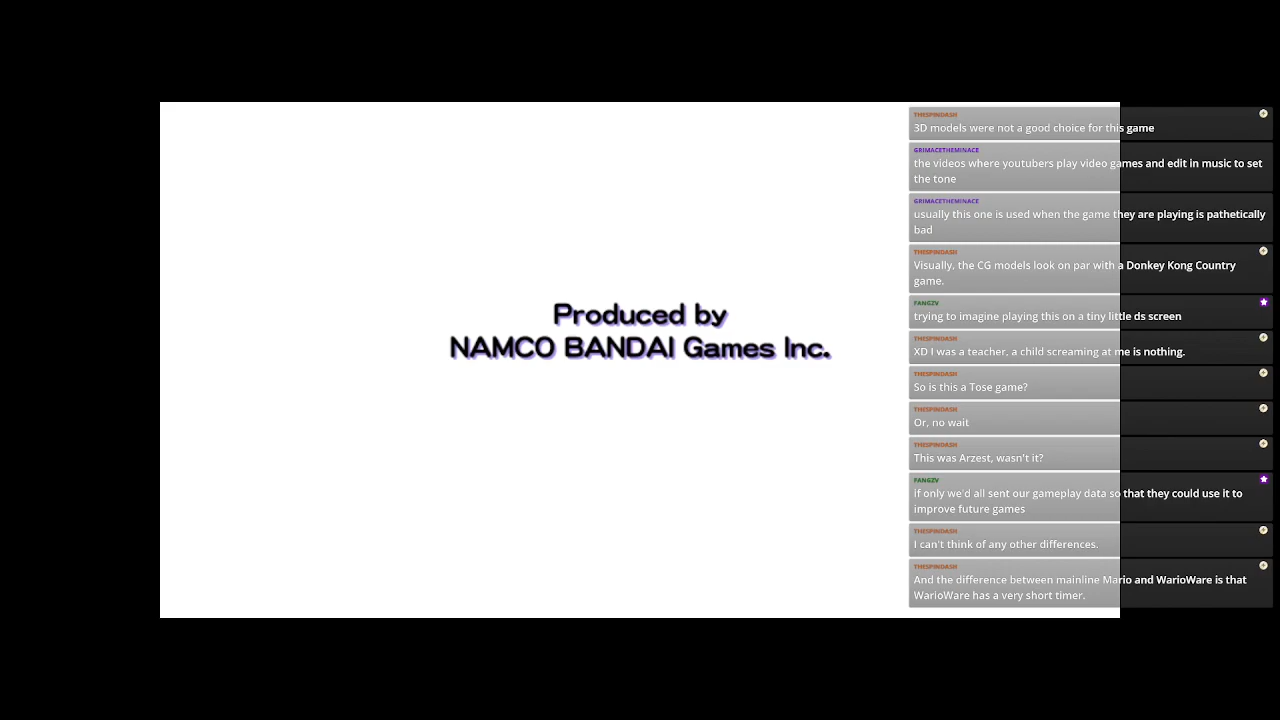 Produced by
NAMCO BANDAI Games Inc.
THESPINDASH
3D models were not a good choice for this game
GRIMACETHEMINACE
the videos where youtubers play video games and edit in music to set
the tone
GRIMACETHEMINACE
usually this one is used when the game they are playing is pathetically
bad
THESPINDASH
Visually, the CG models look on par with a Donkey Kong Country
game.
FANGZV
trying to imagine playing this on a tiny little ds screen
THESPINDASH
XD I was a teacher, a child screaming at me is nothing.
THESPINDASH
So is this a Tose game?
THESPINDASH
Or, no wait
THESPINDASH
This was Arzest, wasn't it?
FANGZV
if only we'd all sent our gameplay data so that they could use it to
improve future games
THESPINDASH
I can't think of any other differences.
THESPINDASH
And the difference between mainline Mario and WarioWare is that
WarioWare has a very short timer.